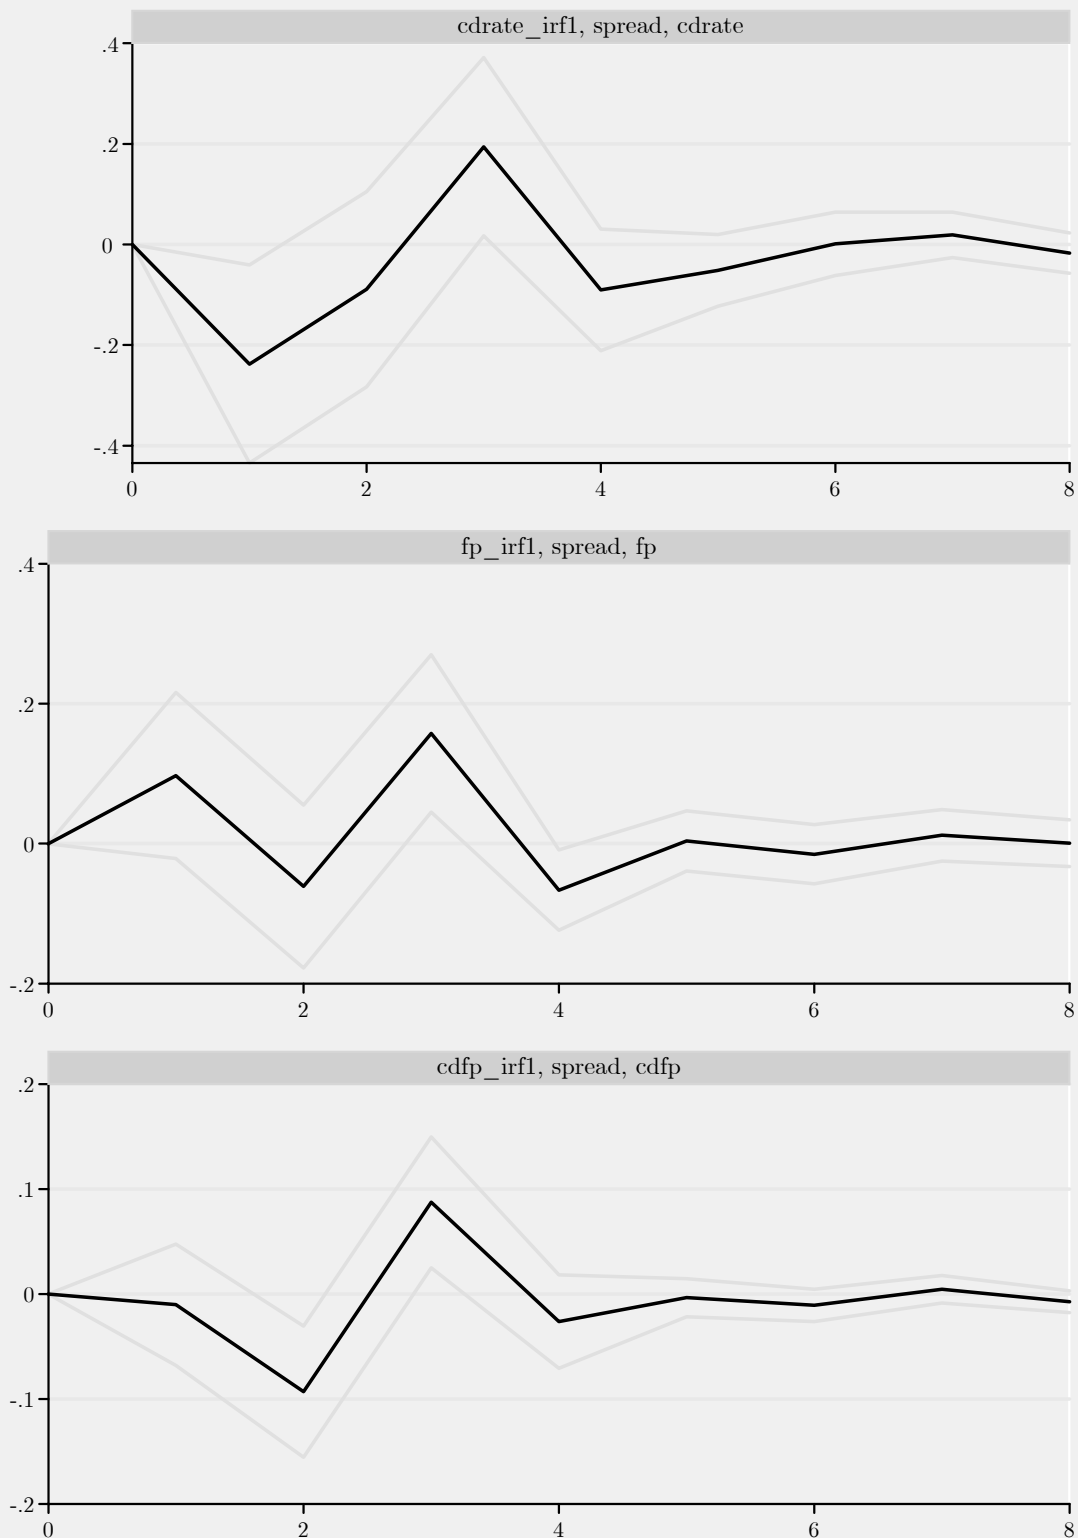 cdrate_irf1, spread, cdrate
.4
.2
0
-.2
-.4
0 2 4 6 8
fp_irf1, spread, fp
.4
.2
0
-.2
0 2 4 6 8
cdfp_irf1, spread, cdfp
.2
.1
0
-.1
-.2
0 2 4 6 8